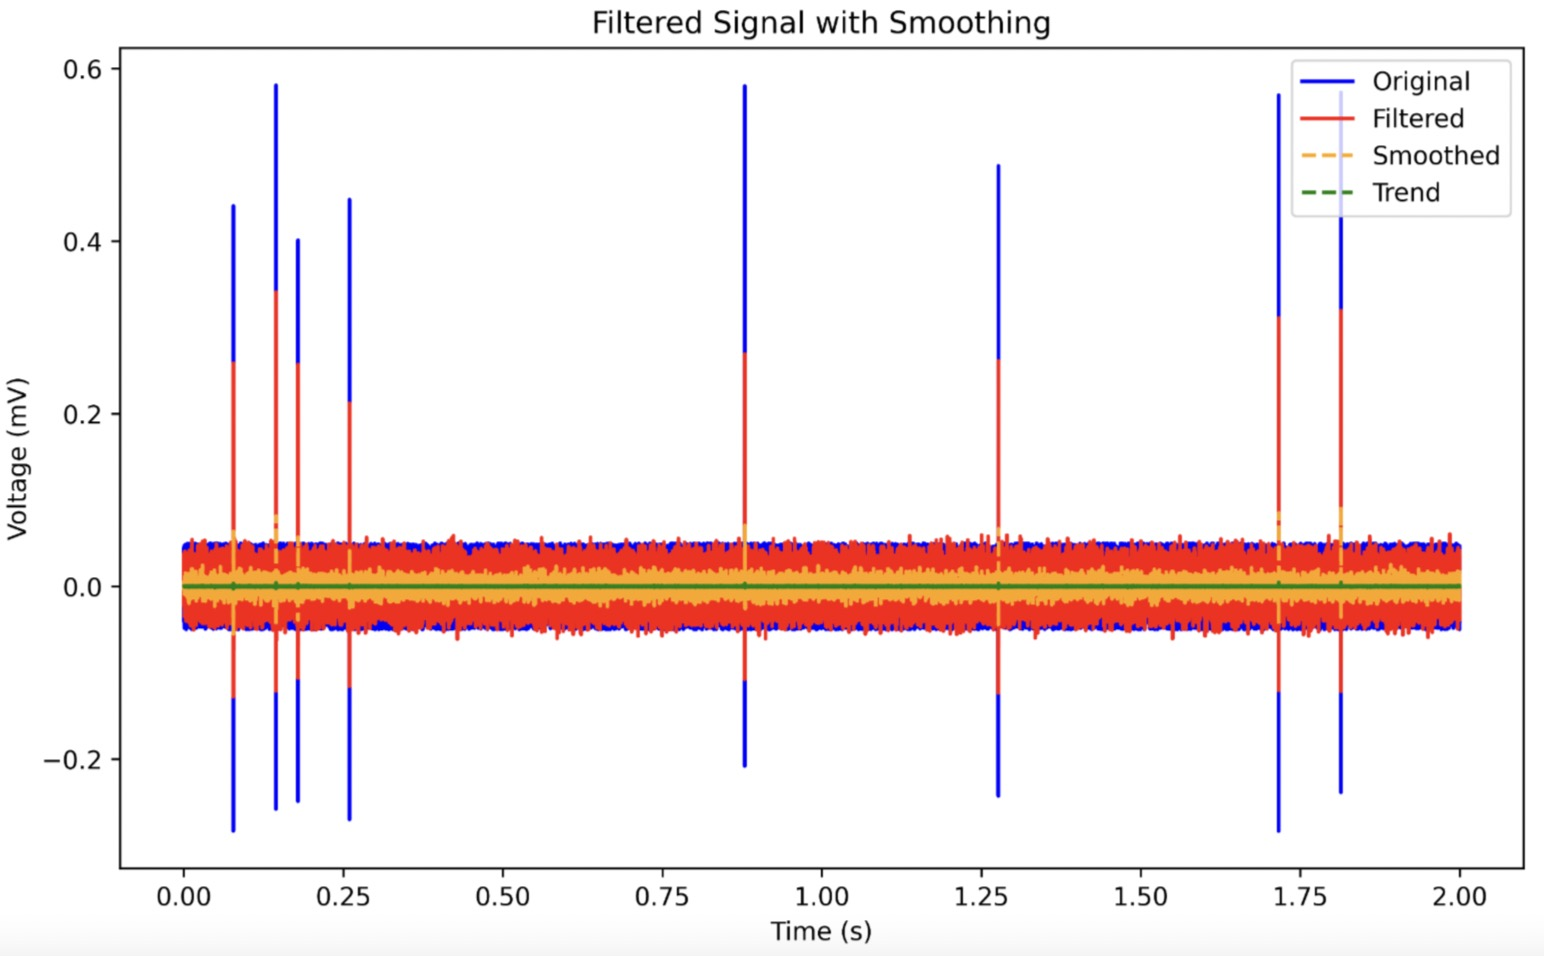 Filtered Signal with Smoothing
Original
Filtered
Smoothed
Trend
0.6
0.4
0.2
0.0
−0.2
Voltage (mV)
0.00 0.25 0.50 0.75 1.00 1.25 1.50 1.75 2.00
Time (s)